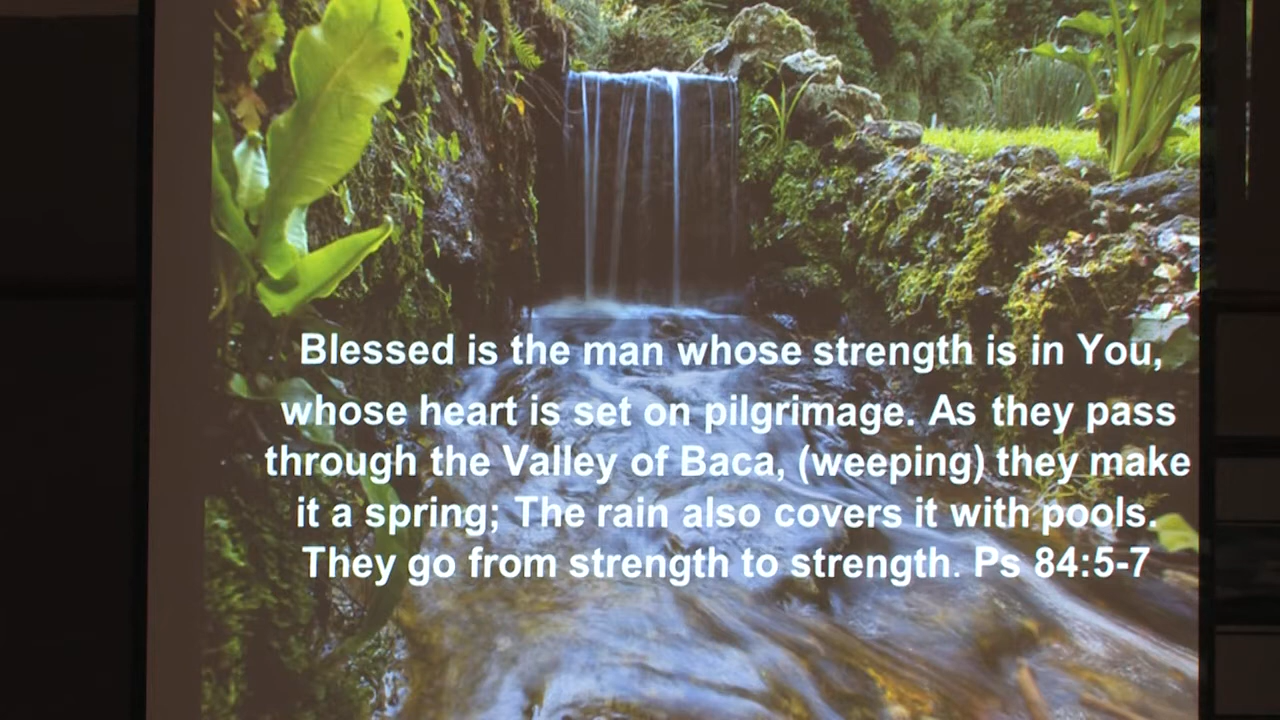 Blessed is the man whose strength is in You,
whose heart is set on pilgrimage. As they pass
through the Valley of Baca, (weeping) they make
it a spring; The rain also covers it with pools.
They go from strength to strength. Ps 84:5-7